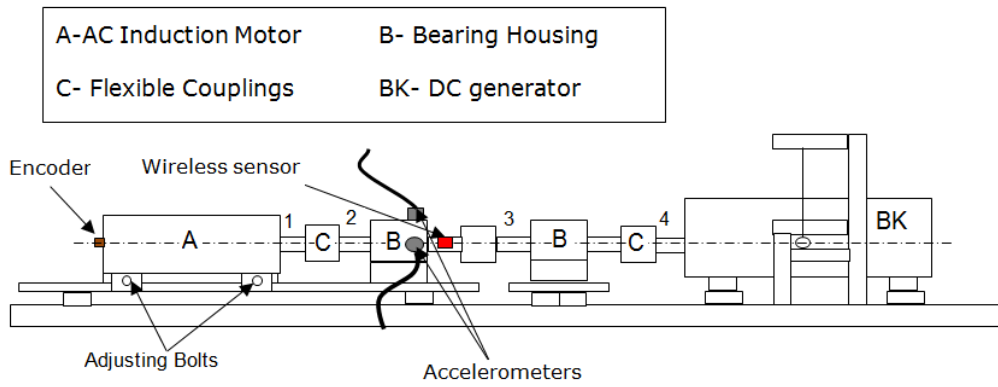 A-AC Induction Motor
B- Bearing Housing
C- Flexible Couplings
BK- DC generator
Encoder
Wireless sensor
1
2
3
4
A
C
B
B
C
BK
Adjusting Bolts
Accelerometers